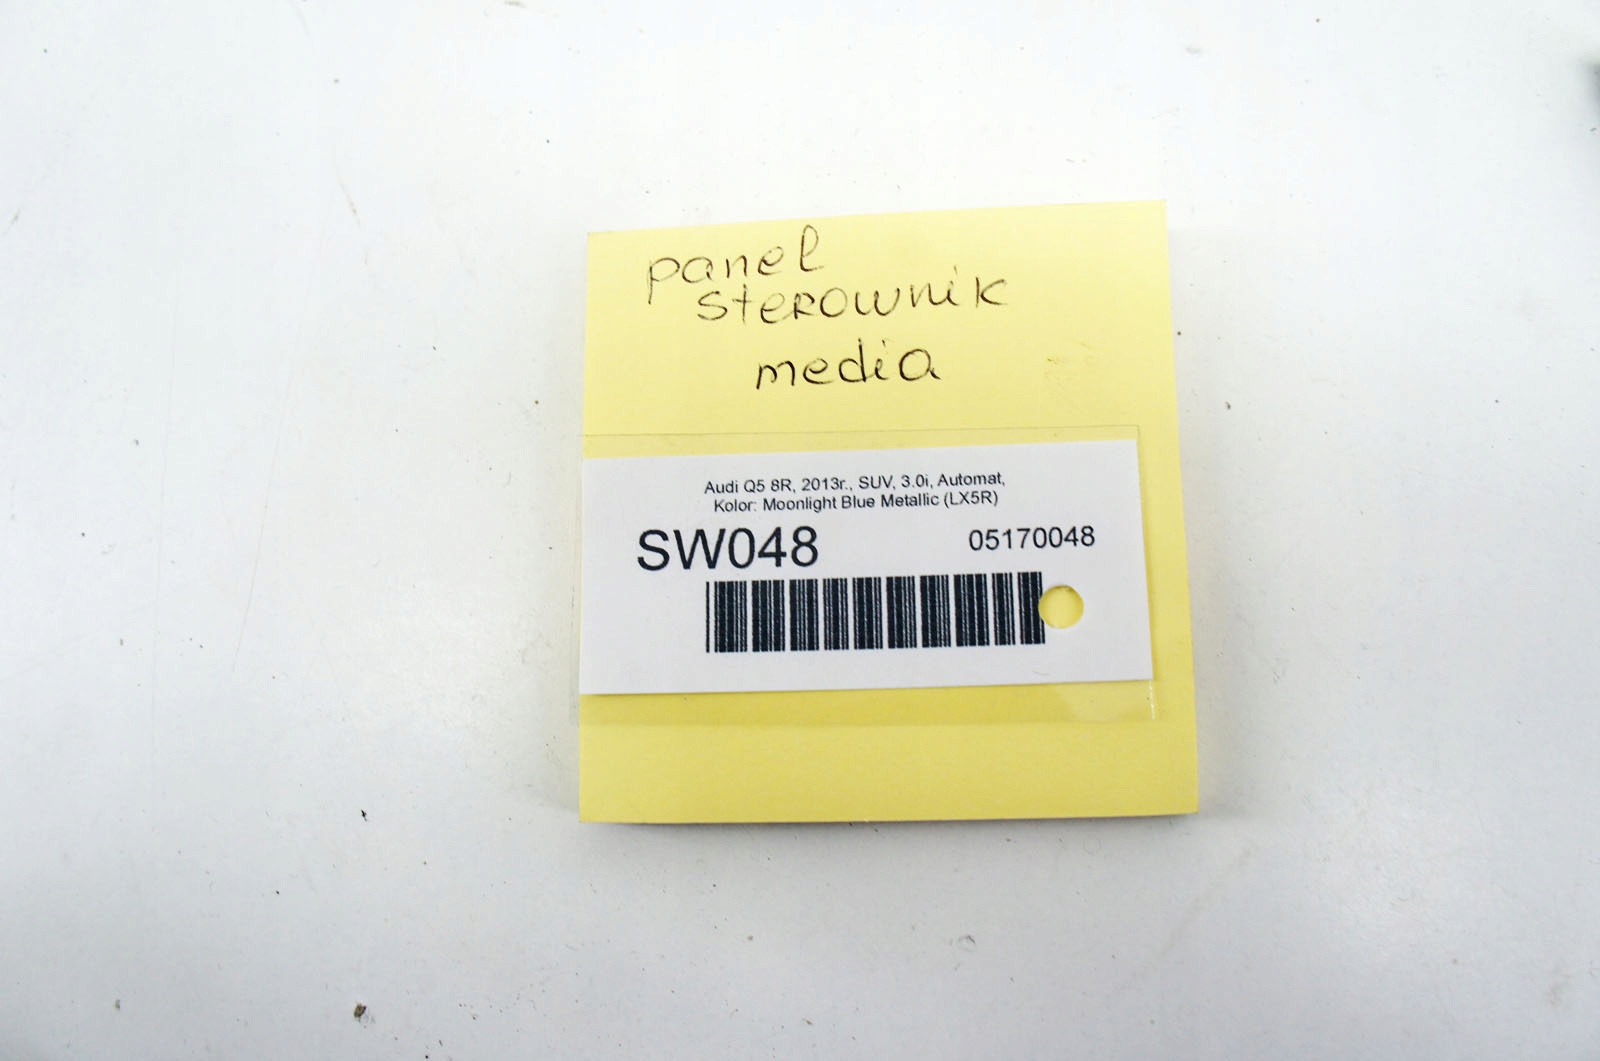 panel
sterownik
media
Audi Q5 8R, 2013r., SUV, 3.0i, Automat,
Kolor: Moonlight Blue Metallic (LX5R)
SW048 05170048